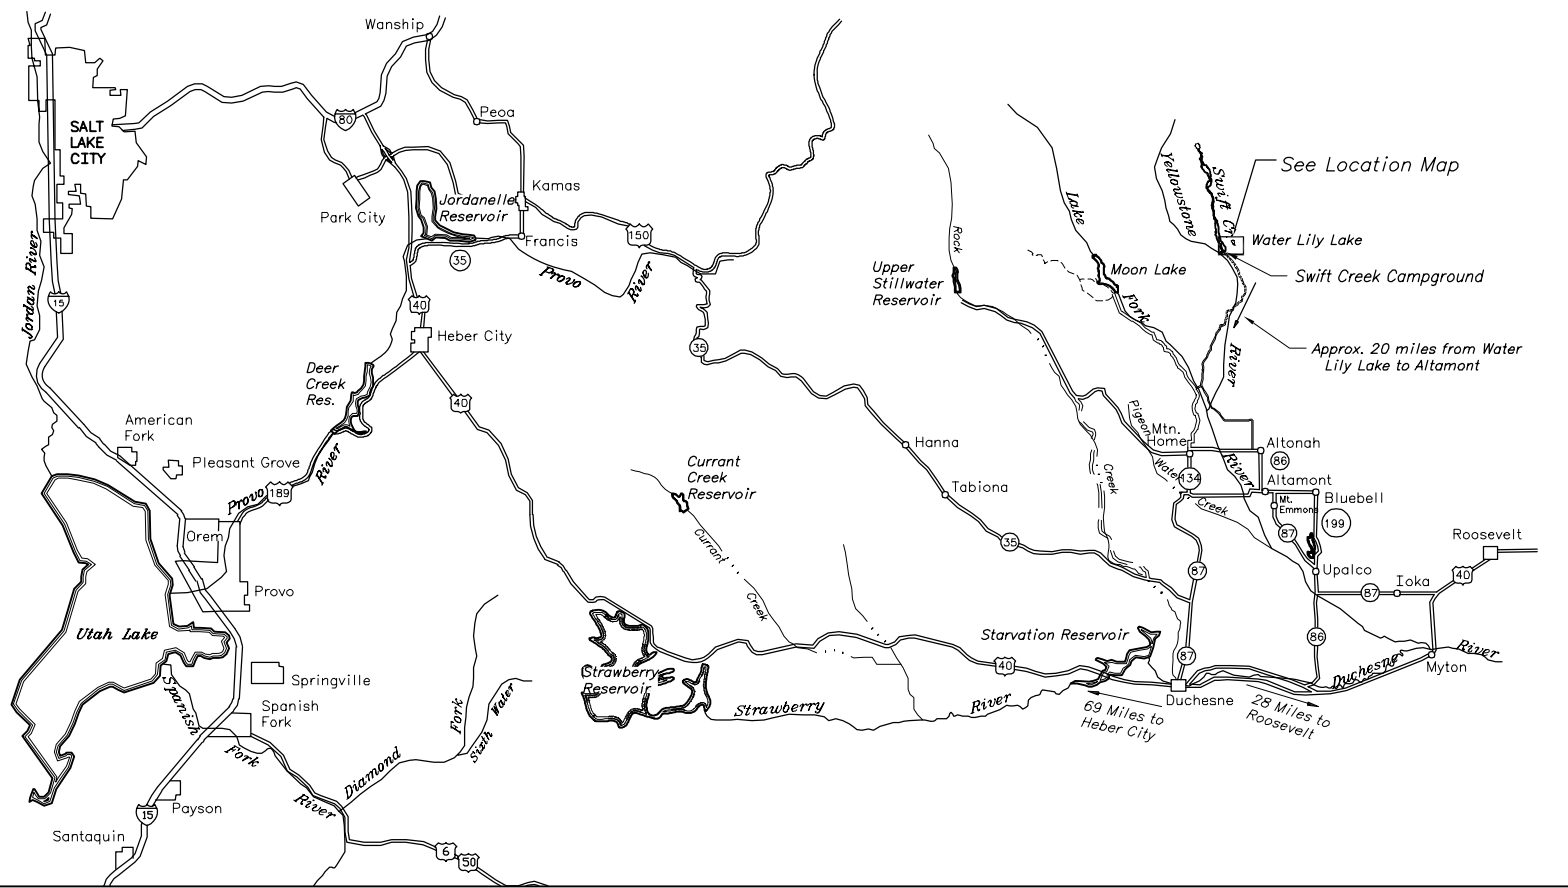 Wanship
80
Peoa
SALT
LAKE
CITY
See Location Map
Yellowstone
Swift Cr.
Kamas
Park City
Jordanelle
Reservoir
Lake
Francis
150
Rock
Water Lily Lake
35
Jordan River
Provo
River
Upper
Stillwater
Reservoir
Moon Lake
Swift Creek Campground
15
40
Fork
Heber City
35
River
Approx. 20 miles from Water
Lily Lake to Altamont
Deer
Creek
Res.
40
American
Fork
Pigeon
Mtn.
Home
Hanna
Altonah
86
Pleasant Grove
River
Currant
Creek
Reservoir
Creek
Water
River
134
Altamont
Tabiona
Provo
189
Bluebell
Mt.
Emmons
Creek
199
Orem
87
Roosevelt
Currant
35
87
Upalco
40
Provo
Ioka
87
Creek
Utah Lake
Starvation Reservoir
86
River
87
40
Myton
Strawberry
Reservoir
Duchesne
Springville
Spanish
Spanish
Fork
Duchesne
Strawberry
River
69 Miles to
Heber City
28 Miles to
Roosevelt
Fork
Sixth Water
Fork
Diamond
River
Payson
15
Santaquin
6
50